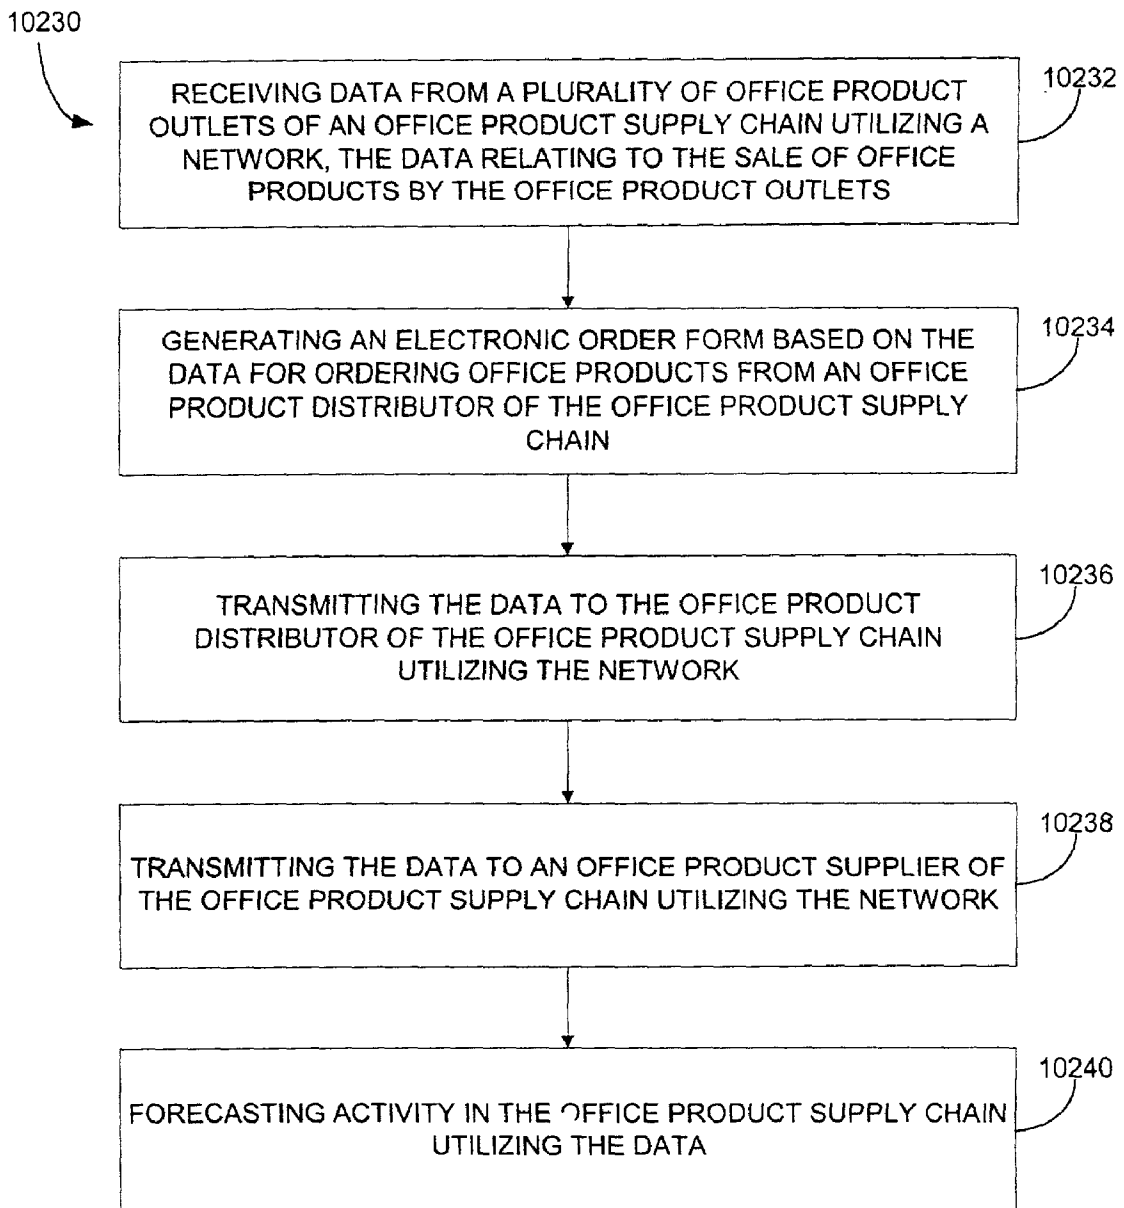 10230
RECEIVING DATA FROM A PLURALITY OF OFFICE PRODUCT
OUTLETS OF AN OFFICE PRODUCT SUPPLY CHAIN UTILIZING A
NETWORK, THE DATA RELATING TO THE SALE OF OFFICE
PRODUCTS BY THE OFFICE PRODUCT OUTLETS
10232
GENERATING AN ELECTRONIC ORDER FORM BASED ON THE
DATA FOR ORDERING OFFICE PRODUCTS FROM AN OFFICE
PRODUCT DISTRIBUTOR OF THE OFFICE PRODUCT SUPPLY
CHAIN
10234
TRANSMITTING THE DATA TO THE OFFICE PRODUCT
DISTRIBUTOR OF THE OFFICE PRODUCT SUPPLY CHAIN
UTILIZING THE NETWORK
10236
TRANSMITTING THE DATA TO AN OFFICE PRODUCT SUPPLIER OF
THE OFFICE PRODUCT SUPPLY CHAIN UTILIZING THE NETWORK
10238
FORECASTING ACTIVITY IN THE OFFICE PRODUCT SUPPLY CHAIN
UTILIZING THE DATA
10240